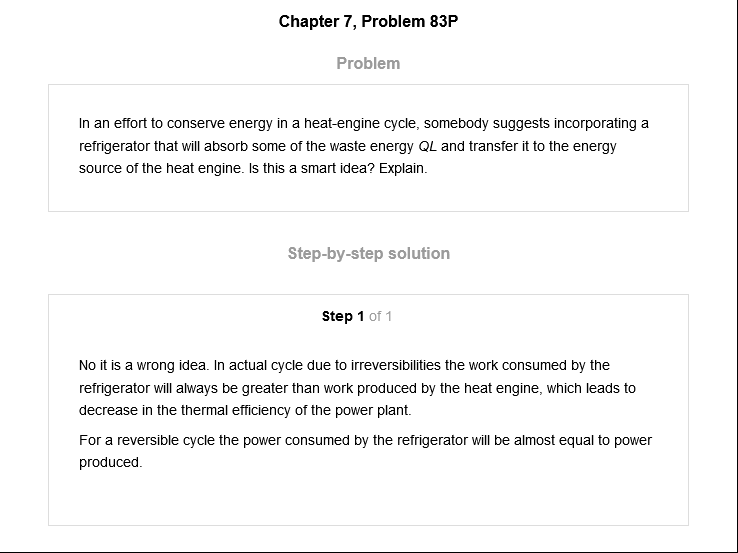 Chapter 7, Problem 83P
Problem
In an effort to conserve energy in a heat-engine cycle, somebody suggests incorporating a
refrigerator that will absorb some of the waste energy QL and transfer it to the energy
source of the heat engine. Is this a smart idea? Explain.
Step-by-step solution
Step 1 of 1
No it is a wrong idea. In actual cycle due to irreversibilities the work consumed by the
refrigerator will always be greater than work produced by the heat engine, which leads to
decrease in the thermal efficiency of the power plant.
For a reversible cycle the power consumed by the refrigerator will be almost equal to power
produced.